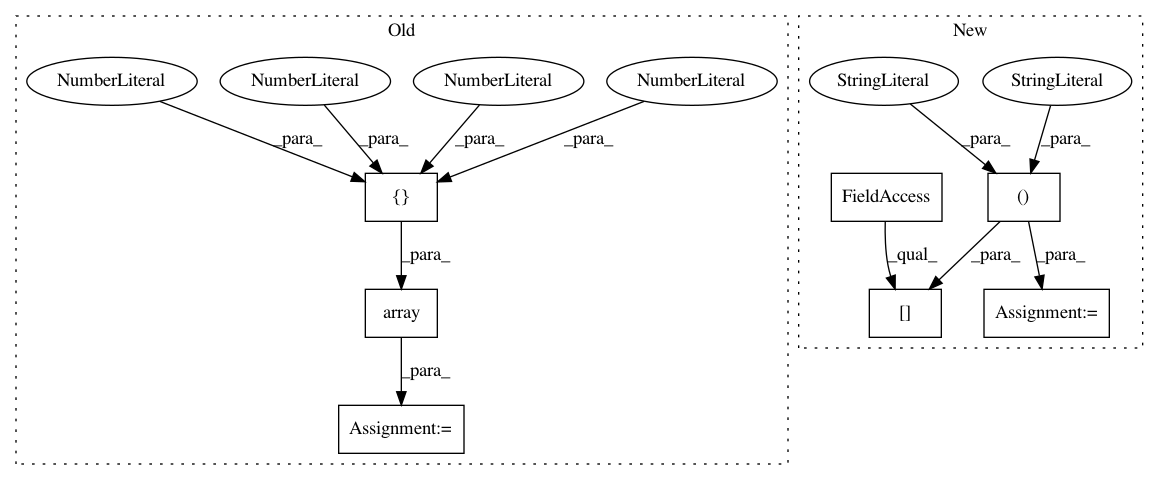 Old
New
NumberLiteral NumberLiteral NumberLiteral NumberLiteral StringLiteral StringLiteral
_para_ _para_ _para_ _para_ _para_ _para_
{} FieldAccess ()
_para_ _qual_ _para_ _para_
array [] Assignment:=
_para_
Assignment:=